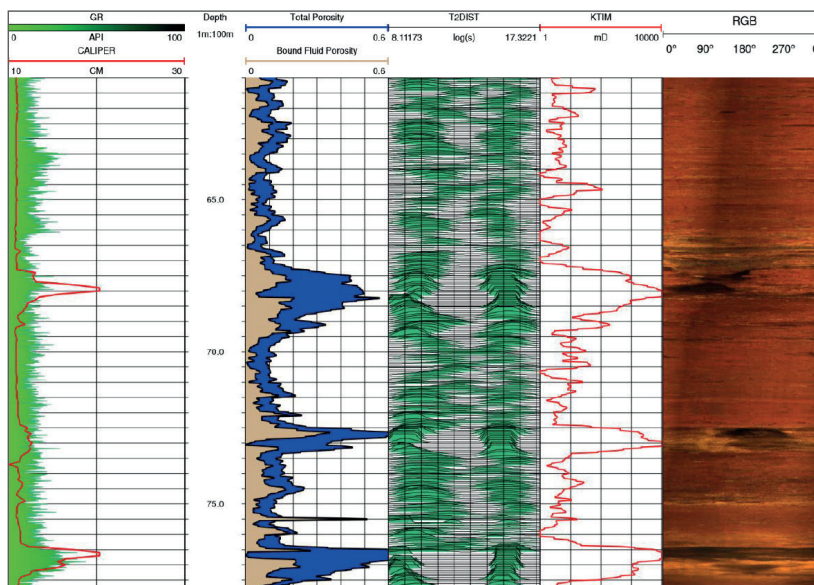 GR
0 API 100
CALIPER
10 CM 30
Depth
1m:100m
Total Porosity
0 0.6
Bound Fluid Porosity
0 0.6
T2DIST
8.11173 log(s) 17.3221
KTIM
1 mD 10000
RGB
0° 90° 180° 270°
65.0
70.0
75.0